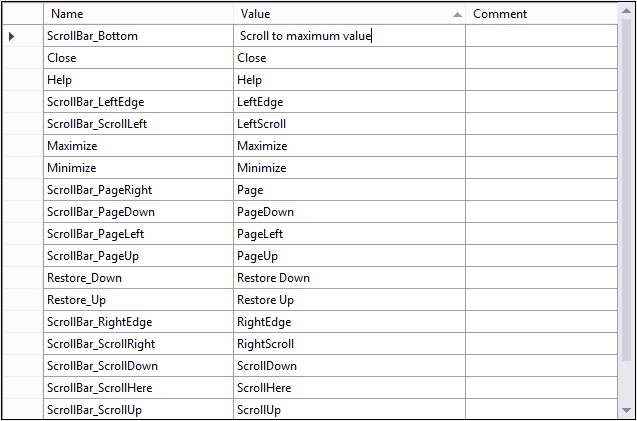 Name Value Comment
ScrollBar_Bottom Scroll to maximum value
Close Close
Help Help
ScrollBar_LeftEdge LeftEdge
ScrollBar_ScrollLeft LeftScroll
Maximize Maximize
Minimize Minimize
ScrollBar_PageRight Page
ScrollBar_PageDown PageDown
ScrollBar_PageLeft PageLeft
ScrollBar_PageUp PageUp
Restore_Down Restore Down
Restore_Up Restore Up
ScrollBar_RightEdge RightEdge
ScrollBar_ScrollRight RightScroll
ScrollBar_ScrollDown ScrollDown
ScrollBar_ScrollHere ScrollHere
ScrollBar_ScrollUp ScrollUp